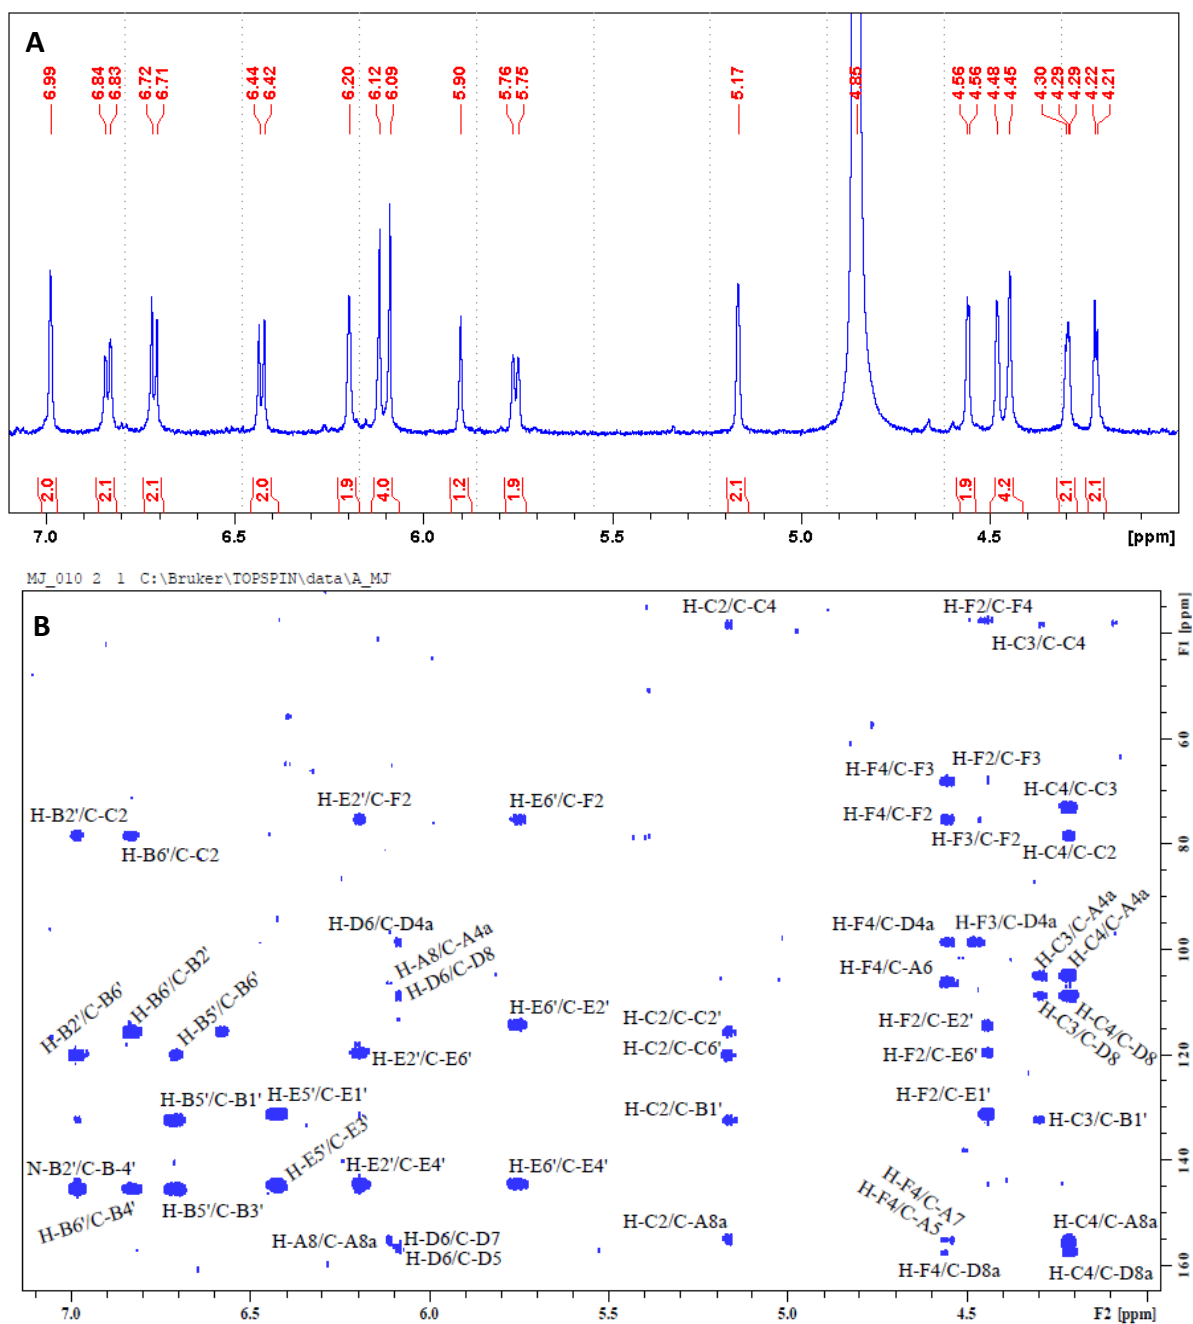 A
6.99
6.84
6.83
6.72
6.71
6.44
6.42
6.20
6.12
6.09
5.90
5.76
5.75
5.17
4.85
4.56
4.56
4.48
4.45
4.30
4.29
4.29
4.22
4.21
2.0
2.1
2.1
2.0
1.9
4.0
1.2
1.9
2.1
1.9
4.2
2.1
2.1
7.0 6.5 6.0 5.5 5.0 4.5 [ppm]
MJ_010 2 1 C:\Bruker\TOPSPIN\data\A_MJ
B
H-C2/C-C4
H-F2/C-F4
H-C3/C-C4
H-F4/C-F3
H-F2/C-F3
H-C4/C-C3
H-B2'/C-C2
H-E2'/C-F2
H-E6'/C-F2
H-F4/C-F2
H-F3/C-F2
H-B6'/C-C2
H-C4/C-C2
H-D6/C-D4a
H-F4/C-D4a
H-F3/C-D4a
H-C3/C-A4a
H-C4/C-A4a
H-A8/C-A4a
H-D6/C-D8
H-F4/C-A6
H-B2'/C-B6'
H-B6'/C-B2'
H-B5'/C-B6'
H-E6'/C-E2'
H-C2/C-C2'
H-F2/C-E2'
H-C3/C-D8
H-C4/C-D8
H-E2'/C-E6'
H-C2/C-C6'
H-F2/C-E6'
H-B5'/C-B1'
H-E5'/C-E1'
H-C2/C-B1'
H-F2/C-E1'
H-C3/C-B1'
N-B2'/C-B-4'
H-E5'/C-E3'
H-E2'/C-E4'
H-E6'/C-E4'
H-B6'/C-B4'
H-B5'/C-B3'
H-C2/C-A8a
H-F4/C-A7
H-F4/C-A5
H-C4/C-A8a
H-A8/C-A8a
H-D6/C-D7
H-D6/C-D5
H-F4/C-D8a
H-C4/C-D8a
F1 [ppm]
60
80
100
120
140
160
7.0 6.5 6.0 5.5 5.0 4.5 F2 [ppm]